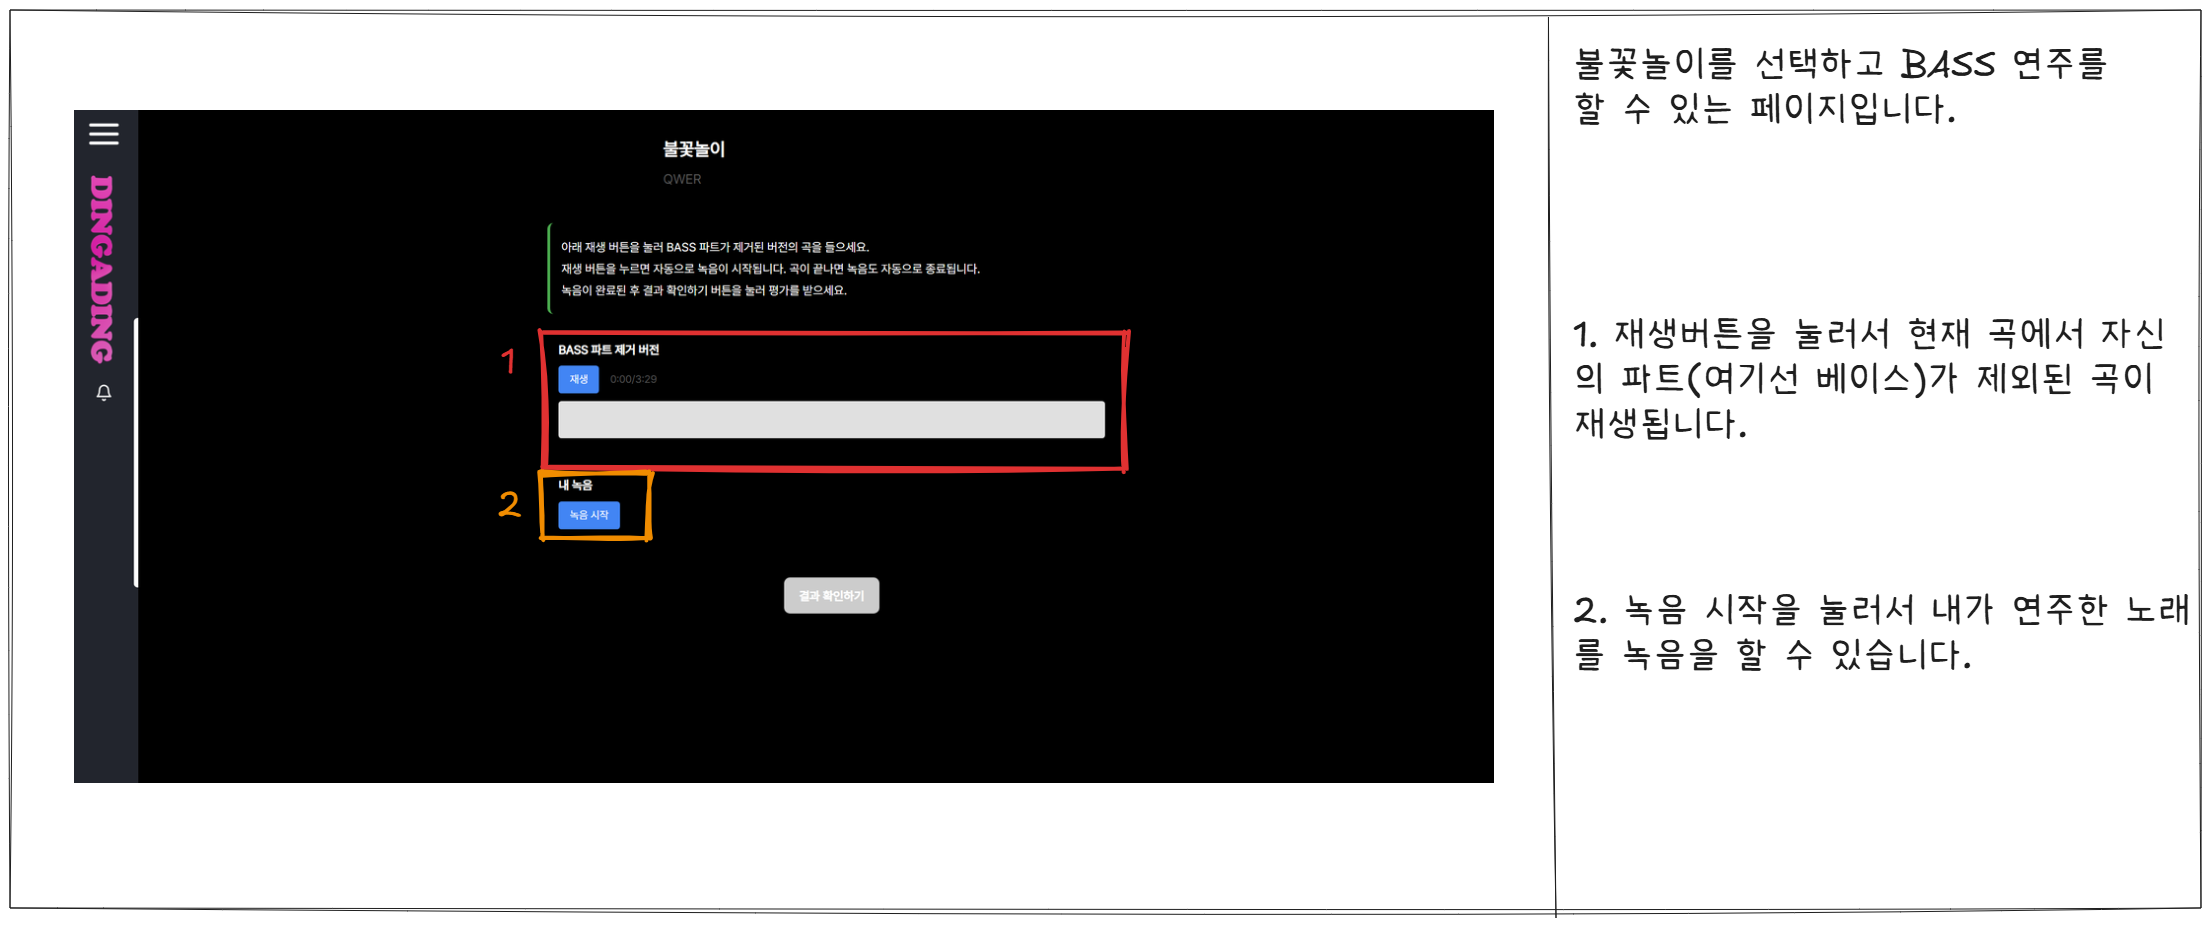 불꽃놀이를 선택하고 BASS 연주를
할 수 있는 페이지입니다.
DINGADING
불꽃놀이
QWER
아래 재생 버튼을 눌러 BASS 파트가 제거된 버전의 곡을 들으세요.
재생 버튼을 누르면 자동으로 녹음이 시작됩니다. 곡이 끝나면 녹음도 자동으로 종료됩니다.
녹음이 완료된 후 결과 확인하기 버튼을 눌러 평가를 받으세요.
1
BASS 파트 제거 버전
재생 0:00/3:29
2
내 녹음
녹음 시작
결과 확인하기
1. 재생버튼을 눌러서 현재 곡에서 자신
의 파트(여기선 베이스)가 제외된 곡이
재생됩니다.
2. 녹음 시작을 눌러서 내가 연주한 노래
를 녹음을 할 수 있습니다.